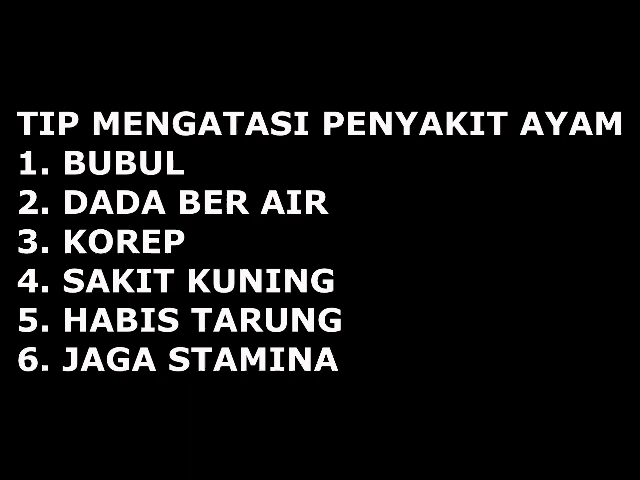 TIP MENGATASI PENYAKIT AYAM
1. BUBUL
2. DADA BER AIR
3. KOREP
4. SAKIT KUNING
5. HABIS TARUNG
6. JAGA STAMINA